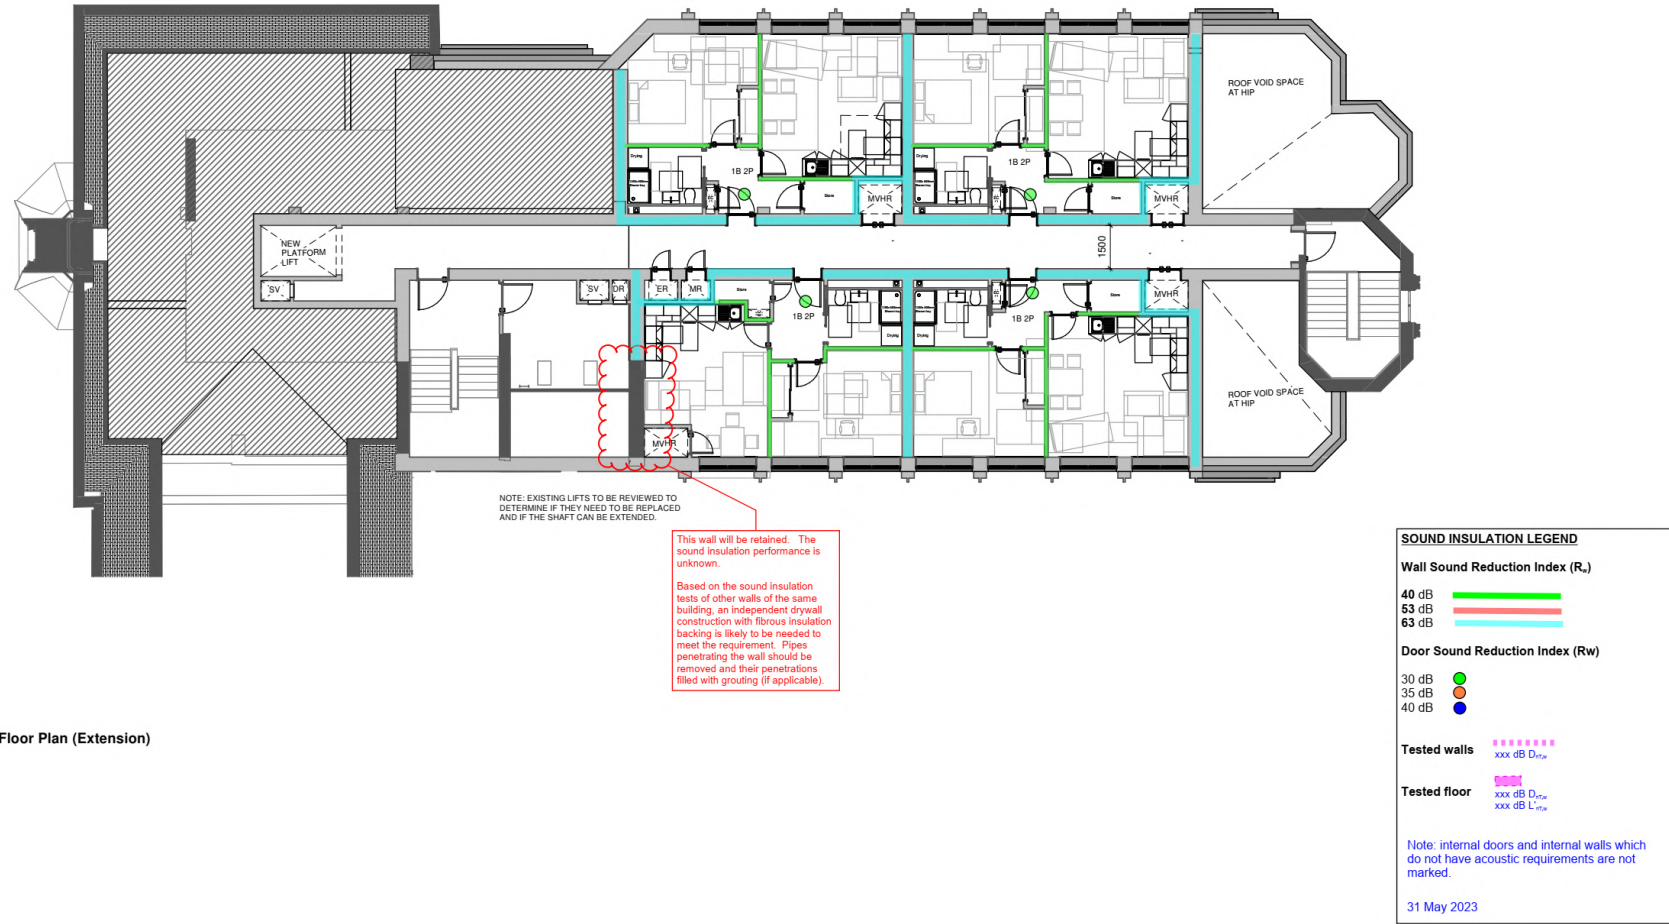 ROOF VOID SPACE
AT HIP
Drying
1B 2P
Store
MVHR
Drying
1B 2P
Store
MVHR
NEW
PLATFORM
LIFT
1500
SV
SV
DR
ER
MR
Store
1B 2P
Drying
Drying
1B 2P
Store
MVHR
ROOF VOID SPACE
AT HIP
MVHR
NOTE: EXISTING LIFTS TO BE REVIEWED TO
DETERMINE IF THEY NEED TO BE REPLACED
AND IF THE SHAFT CAN BE EXTENDED.
This wall will be retained. The
sound insulation performance is
unknown.
Based on the sound insulation
tests of other walls of the same
building, an independent drywall
construction with fibrous insulation
backing is likely to be needed to
meet the requirement. Pipes
penetrating the wall should be
removed and their penetrations
filled with grouting (if applicable).
Floor Plan (Extension)
SOUND INSULATION LEGEND
Wall Sound Reduction Index (Rw)
40 dB
53 dB
63 dB
Door Sound Reduction Index (Rw)
30 dB
35 dB
40 dB
Tested walls
xxx dB DnT,w
Tested floor
xxx dB DnT,w
xxx dB L'nT,w
Note: internal doors and internal walls which
do not have acoustic requirements are not
marked.
31 May 2023